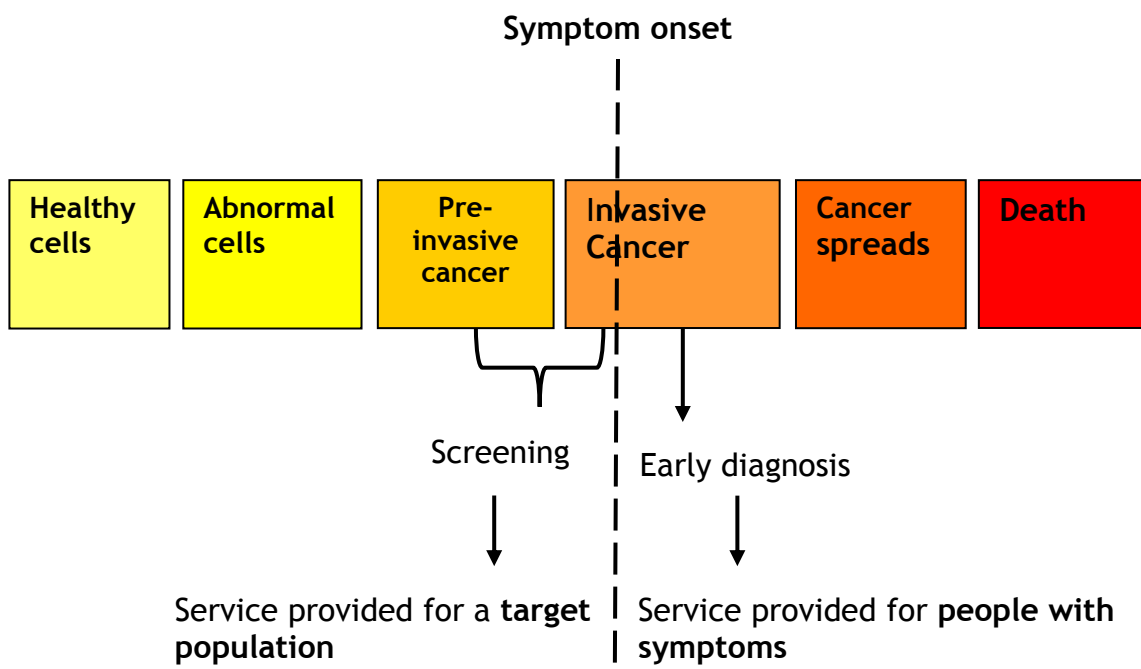 Symptom onset
Healthy
cells
Abnormal
cells
Pre-
invasive
cancer
Invasive
Cancer
Cancer
spreads
Death
Screening
Early diagnosis
Service provided for a target
population
Service provided for people with
symptoms